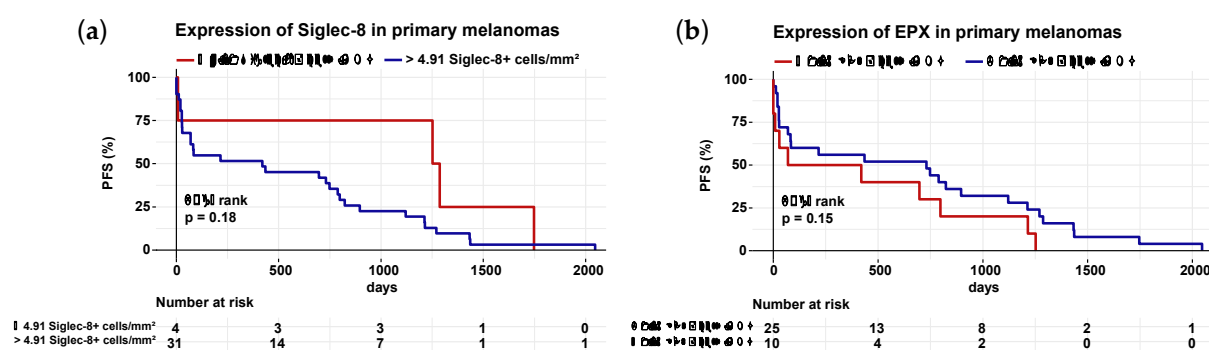 (a)
Expression of Siglec-8 in primary melanomas
> 4.91 Siglec-8+ cells/mm²
100
75
50
25
0
PFS (%)
rank
p = 0.18
0 500 1000 1500 2000
days
Number at risk
4.91 Siglec-8+ cells/mm² 4 3 3 1 0
> 4.91 Siglec-8+ cells/mm² 31 14 7 1 1
(b)
Expression of EPX in primary melanomas
100
75
50
25
0
PFS (%)
rank
p = 0.15
0 500 1000 1500 2000
days
Number at risk
25 13 8 2 1
10 4 2 0 0